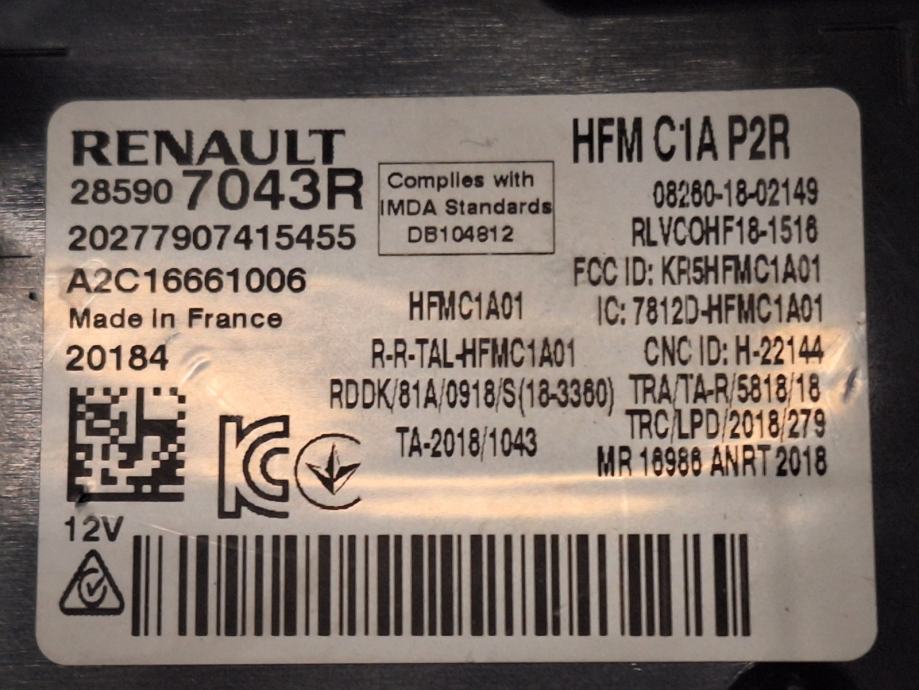 RENAULT
28590 7043R
20277907415455
A2C16661006
Made in France
20184
12V
Complies with
IMDA Standards
DB104812
HFMC1A01
R-R-TAL-HFMC1A01
RDDK/81A/0918/S(18-3360)
TA-2018/1043
HFM C1A P2R
08260-18-02149
RLVCOHF18-1516
FCC ID: KR5HFMC1A01
IC: 7812D-HFMC1A01
CNC ID: H-22144
TRA/TA-R/5818/18
TRC/LPD/2018/279
MR 16986 ANRT 2018